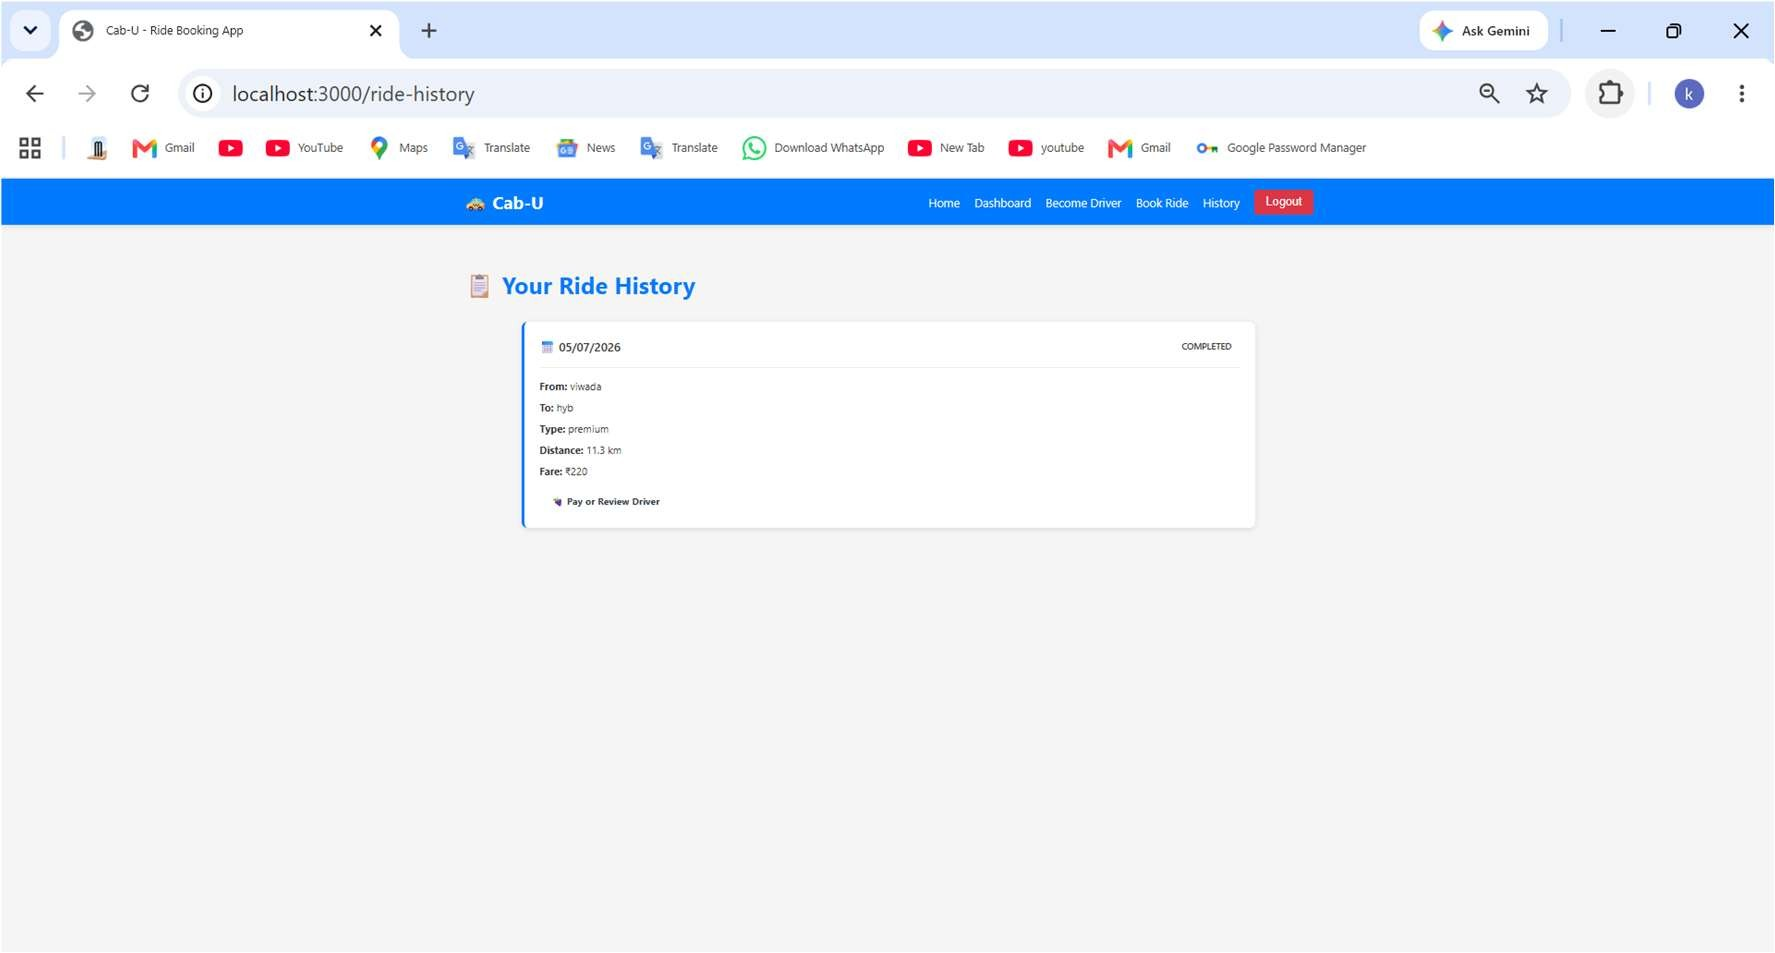 Cab-U - Ride Booking App
Ask Gemini
localhost:3000/ride-history
k
Gmail YouTube Maps Translate News Translate Download WhatsApp New Tab youtube Gmail Google Password Manager
Cab-U Home Dashboard Become Driver Book Ride History Logout
Your Ride History
05/07/2026 COMPLETED
From: viwada
To: hyb
Type: premium
Distance: 11.3 km
Fare: ₹220
Pay or Review Driver